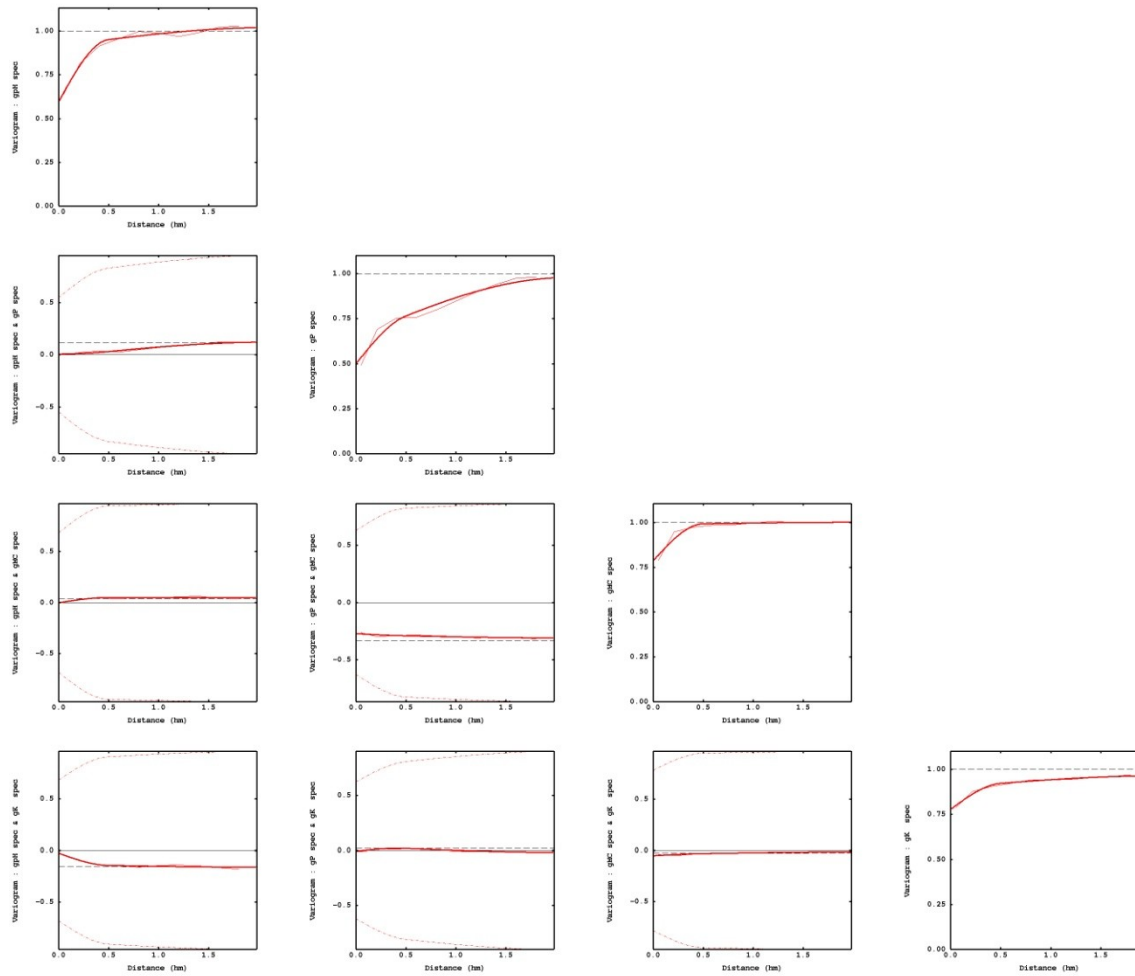 Variogram : gpH spec
1.00
0.75
0.50
0.25
0.00
0.0 0.5 1.0 1.5
Distance (hm)
Variogram : gpH spec & gP spec
0.5
0.0
−0.5
0.0 0.5 1.0 1.5
Distance (hm)
Variogram : gP spec
1.00
0.75
0.50
0.25
0.00
0.0 0.5 1.0 1.5
Distance (hm)
Variogram : gpH spec & gMC spec
0.5
0.0
−0.5
0.0 0.5 1.0 1.5
Distance (hm)
Variogram : gP spec & gMC spec
0.5
0.0
−0.5
0.0 0.5 1.0 1.5
Distance (hm)
Variogram : gMC spec
1.00
0.75
0.50
0.25
0.00
0.0 0.5 1.0 1.5
Distance (hm)
Variogram : gpH spec & gK spec
0.5
0.0
−0.5
0.0 0.5 1.0 1.5
Distance (hm)
Variogram : gP spec & gK spec
0.5
0.0
−0.5
0.0 0.5 1.0 1.5
Distance (hm)
Variogram : gMC spec & gK spec
0.5
0.0
−0.5
0.0 0.5 1.0 1.5
Distance (hm)
Variogram : gK spec
1.00
0.75
0.50
0.25
0.00
0.0 0.5 1.0 1.5
Distance (hm)